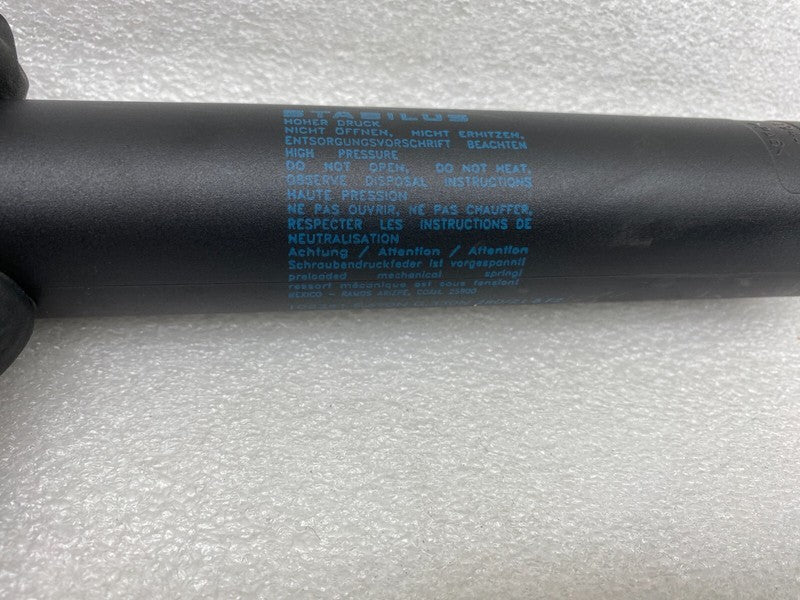 STABILUS
HOHER DRUCK
NICHT ÖFFNEN, NICHT ERHITZEN,
ENTSORGUNGSVORSCHRIFT BEACHTEN
HIGH PRESSURE
DO NOT OPEN, DO NOT HEAT,
OBSERVE DISPOSAL INSTRUCTIONS
HAUTE PRESSION
NE PAS OUVRIR, NE PAS CHAUFFER,
RESPECTER LES INSTRUCTIONS DE
NEUTRALISATION
Achtung / Attention / Attention
Schraubendruckfeder ist vorgespannt!
preloaded mechanical spring!
ressort mécanique est sous tension!
MEXICO - RAMOS ARIZPE, COAH. 25900